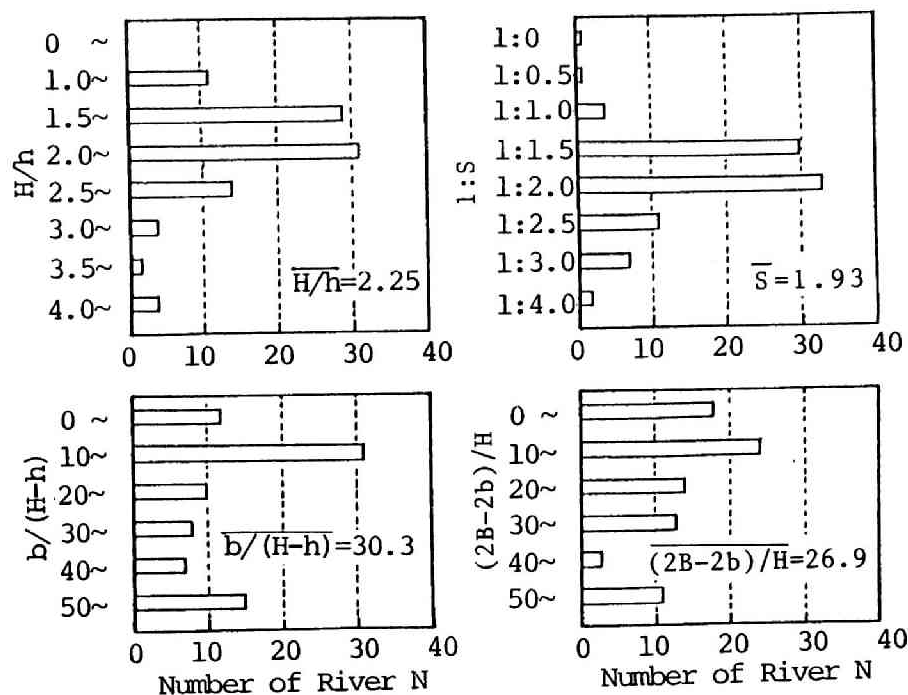 H/h
0 ~
1.0~
1.5~
2.0~
2.5~
3.0~
3.5~
4.0~
H/h=2.25
0 10 20 30 40
1:S
1:0
1:0.5
1:1.0
1:1.5
1:2.0
1:2.5
1:3.0
1:4.0
S=1.93
0 10 20 30 40
b/(H-h)
0 ~
10~
20~
30~
40~
50~
b/(H-h)=30.3
0 10 20 30 40
Number of River N
(2B-2b)/H
0 ~
10~
20~
30~
40~
50~
(2B-2b)/H=26.9
0 10 20 30 40
Number of River N